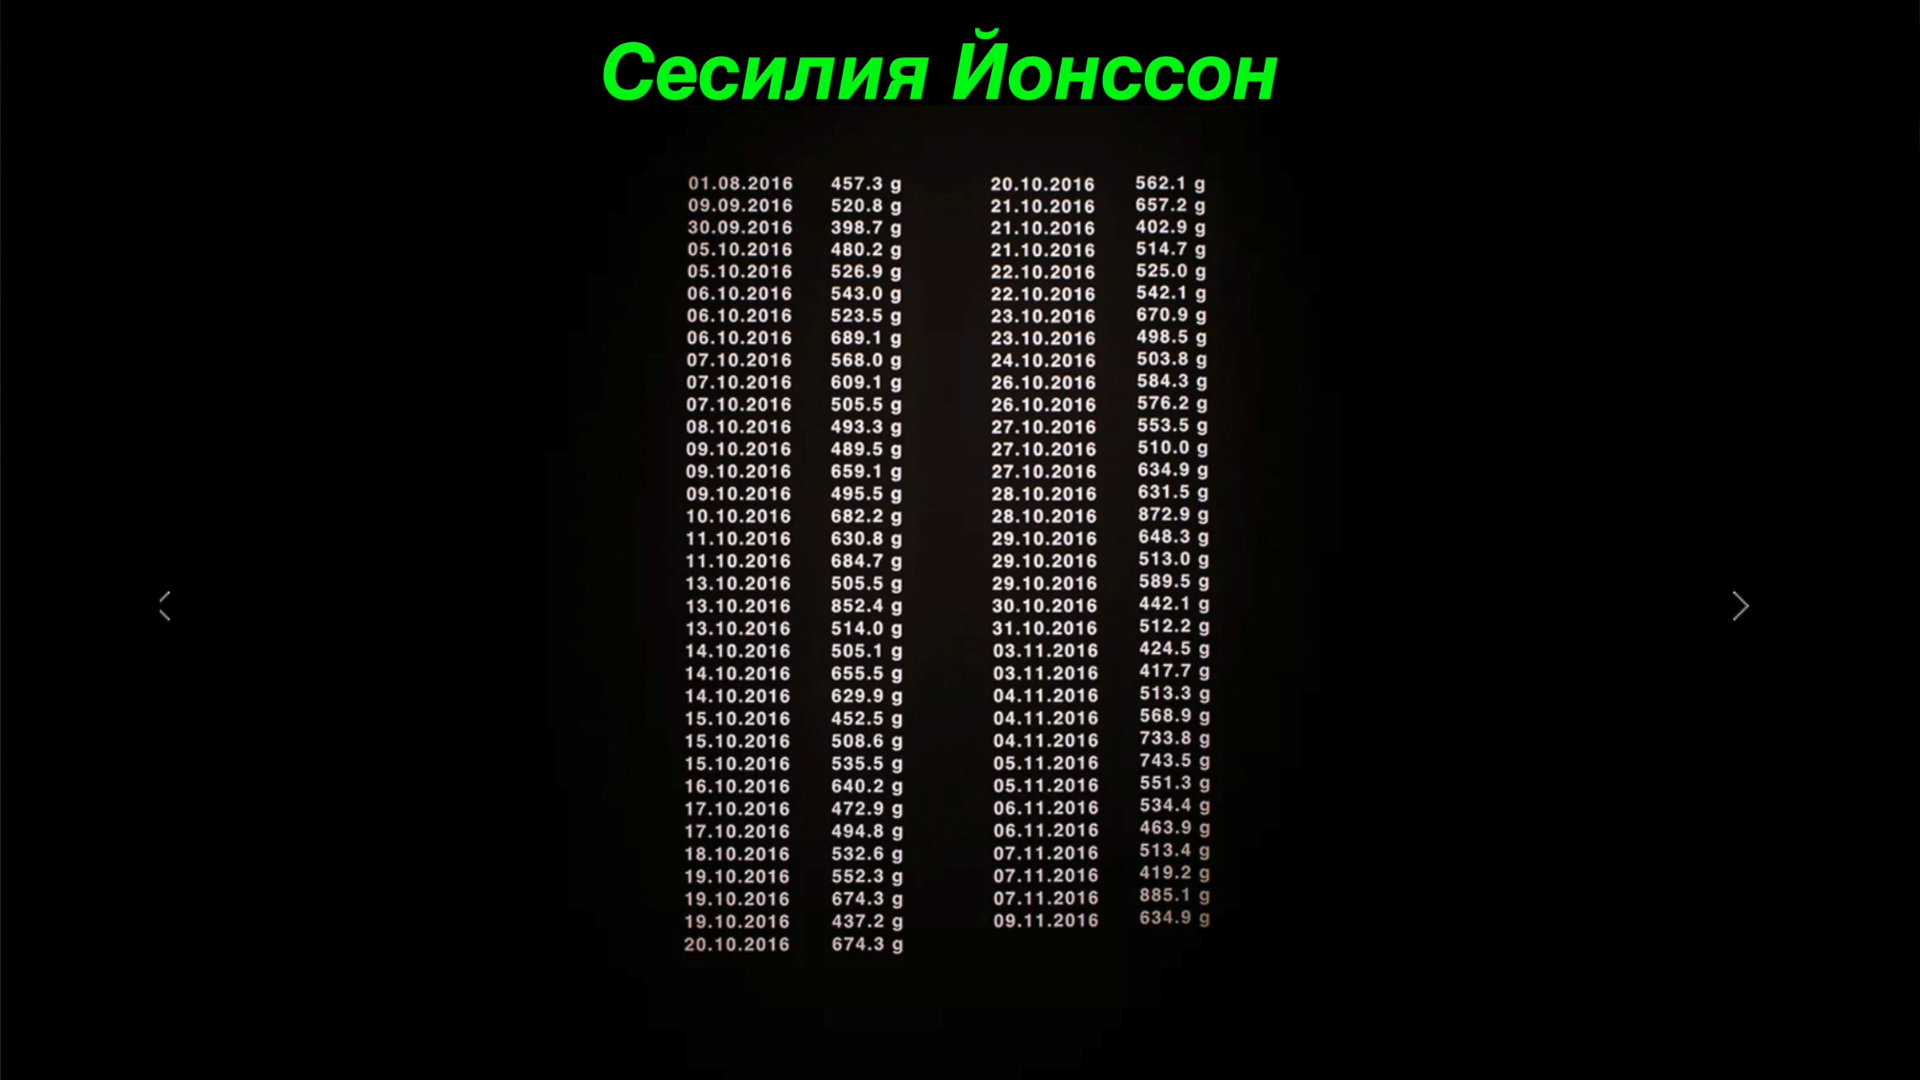 Сесилия Йонссон
01.08.2016 457.3 g
09.09.2016 520.8 g
30.09.2016 398.7 g
05.10.2016 480.2 g
05.10.2016 526.9 g
06.10.2016 543.0 g
06.10.2016 523.5 g
06.10.2016 689.1 g
07.10.2016 568.0 g
07.10.2016 609.1 g
07.10.2016 505.5 g
08.10.2016 493.3 g
09.10.2016 489.5 g
09.10.2016 659.1 g
09.10.2016 495.5 g
10.10.2016 682.2 g
11.10.2016 630.8 g
11.10.2016 684.7 g
13.10.2016 505.5 g
13.10.2016 852.4 g
13.10.2016 514.0 g
14.10.2016 505.1 g
14.10.2016 655.5 g
14.10.2016 629.9 g
15.10.2016 452.5 g
15.10.2016 508.6 g
15.10.2016 535.5 g
16.10.2016 640.2 g
17.10.2016 472.9 g
17.10.2016 494.8 g
18.10.2016 532.6 g
19.10.2016 552.3 g
19.10.2016 674.3 g
19.10.2016 437.2 g
20.10.2016 674.3 g
20.10.2016 562.1 g
21.10.2016 657.2 g
21.10.2016 402.9 g
21.10.2016 514.7 g
22.10.2016 525.0 g
22.10.2016 542.1 g
23.10.2016 670.9 g
23.10.2016 498.5 g
24.10.2016 503.8 g
26.10.2016 584.3 g
26.10.2016 576.2 g
27.10.2016 553.5 g
27.10.2016 510.0 g
27.10.2016 634.9 g
28.10.2016 631.5 g
28.10.2016 872.9 g
29.10.2016 648.3 g
29.10.2016 513.0 g
29.10.2016 589.5 g
30.10.2016 442.1 g
31.10.2016 512.2 g
03.11.2016 424.5 g
03.11.2016 417.7 g
04.11.2016 513.3 g
04.11.2016 568.9 g
04.11.2016 733.8 g
05.11.2016 743.5 g
05.11.2016 551.3 g
06.11.2016 534.4 g
06.11.2016 463.9 g
07.11.2016 513.4 g
07.11.2016 419.2 g
07.11.2016 885.1 g
09.11.2016 634.9 g